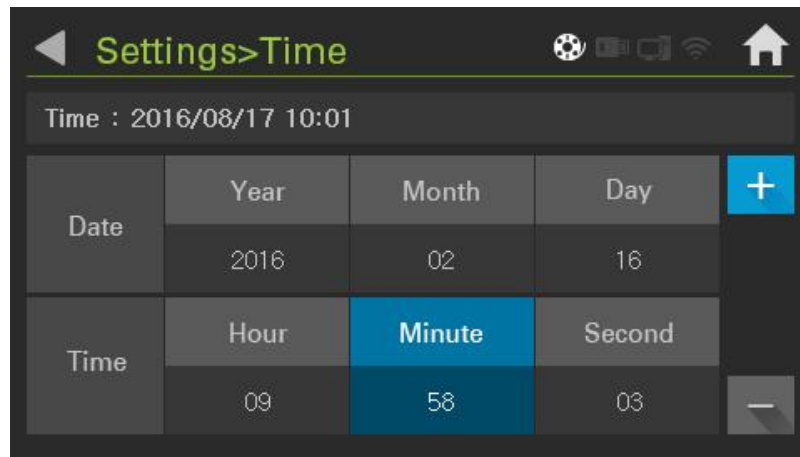 Settings>Time
Time : 2016/08/17 10:01
Date Year Month Day +
2016 02 16
Time Hour Minute Second
09 58 03 −